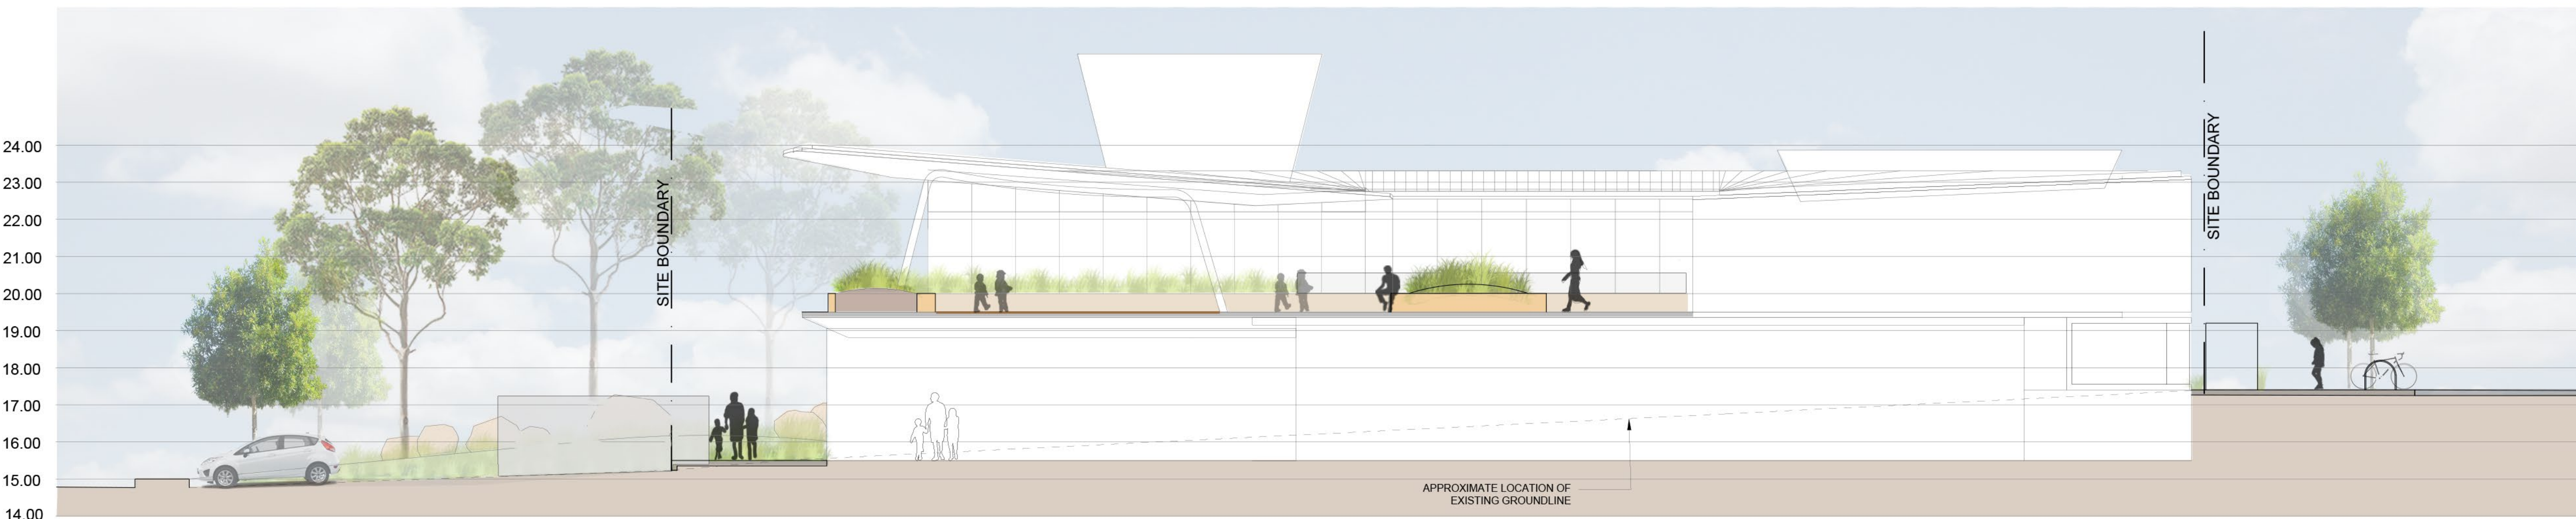 24.00
23.00
22.00
21.00
20.00
19.00
18.00
17.00
16.00
15.00
14.00
SITE BOUNDARY
SITE BOUNDARY
APPROXIMATE LOCATION OF
EXISTING GROUNDLINE